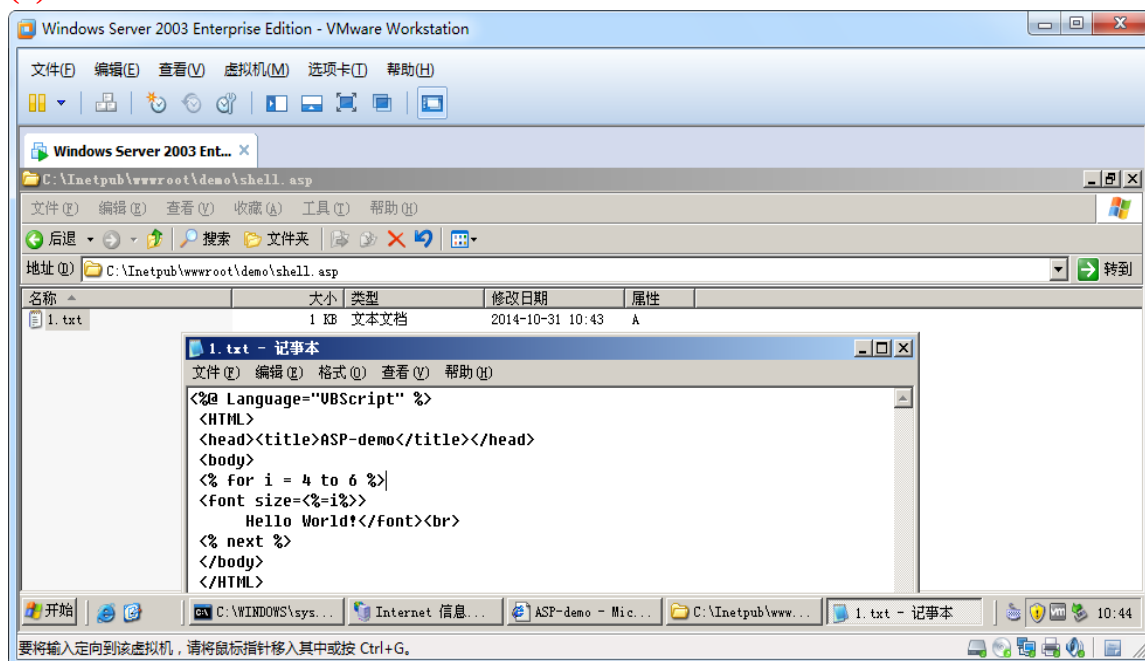 Windows Server 2003 Enterprise Edition - VMware Workstation
文件(F) 编辑(E) 查看(V) 虚拟机(M) 选项卡(T) 帮助(H)
Windows Server 2003 Ent...
C:\Inetpub\wwwroot\demo\shell.asp
文件(F) 编辑(E) 查看(V) 收藏(A) 工具(T) 帮助(H)
后退 搜索 文件夹
地址(D) C:\Inetpub\wwwroot\demo\shell.asp 转到
名称 大小 类型 修改日期 属性
1.txt 1 KB 文本文档 2014-10-31 10:43 A
1.txt - 记事本
文件(F) 编辑(E) 格式(O) 查看(V) 帮助(H)
<%@ Language="VBScript" %>
<HTML>
<head><title>ASP-demo</title></head>
<body>
<% for i = 4 to 6 %>
<font size=<%=i%>>
Hello World!</font><br>
<% next %>
</body>
</HTML>
开始 C:\WINDOWS\sys... Internet 信息... ASP-demo - Mic... C:\Inetpub\www... 1.txt - 记事本 10:44
要将输入定向到该虚拟机，请将鼠标指针移入其中或按 Ctrl+G。